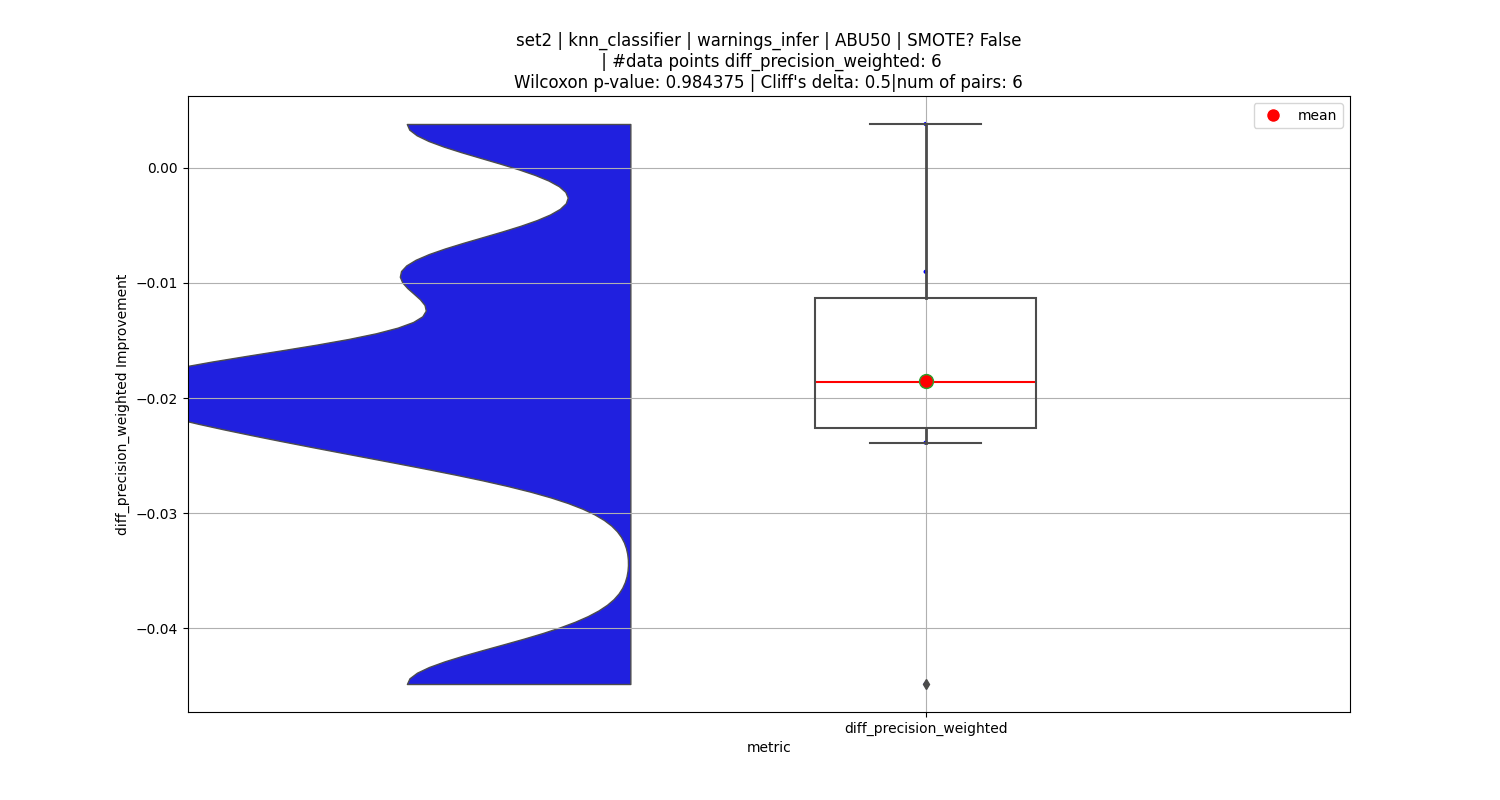 set2 | knn_classifier | warnings_infer | ABU50 | SMOTE? False
| #data points diff_precision_weighted: 6
Wilcoxon p-value: 0.984375 | Cliff's delta: 0.5|num of pairs: 6
mean
0.00
−0.01
−0.02
−0.03
−0.04
diff_precision_weighted Improvement
diff_precision_weighted
metric